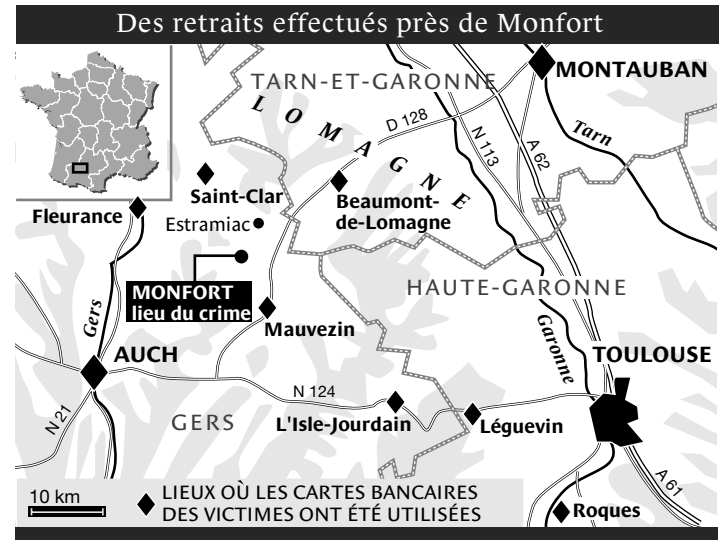 Des retraits effectués près de Monfort
TARN-ET-GARONNE
MONTAUBAN
LOMAGNE
D 128
N 113
A 62
Tarn
Saint-Clar
Beaumont-
de-Lomagne
Fleurance
Estramiac
MONFORT
lieu du crime
HAUTE-GARONNE
Gers
Mauvezin
Garonne
AUCH
TOULOUSE
N 124
N 21
GERS
L'Isle-Jourdain
Léguevin
A 61
10 km
LIEUX OÙ LES CARTES BANCAIRES
DES VICTIMES ONT ÉTÉ UTILISÉES
Roques